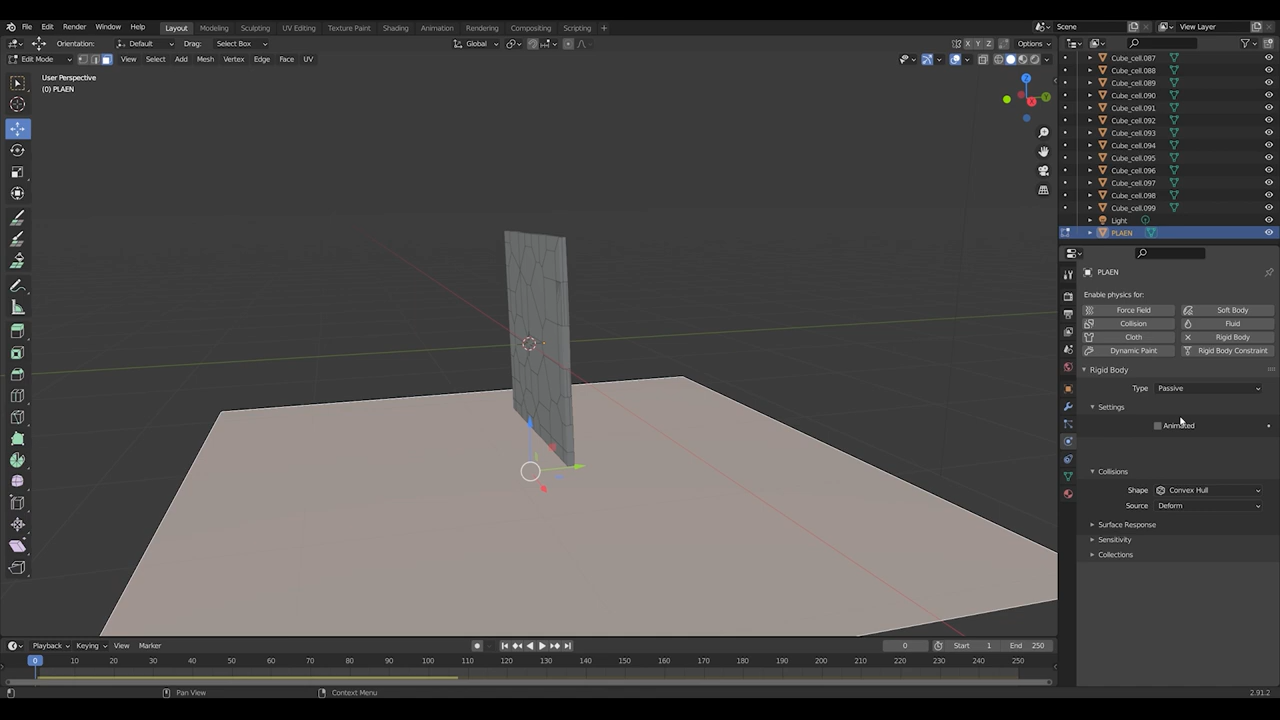 File Edit Render Window Help Layout Modeling Sculpting UV Editing Texture Paint Shading Animation Rendering Compositing Scripting + Scene View Layer
Orientation: Default Drag: Select Box Global X Y Z Options
Edit Mode View Select Add Mesh Vertex Edge Face UV
User Perspective
(0) PLAEN
Z
Y
X
Cube_cell.087
Cube_cell.088
Cube_cell.089
Cube_cell.090
Cube_cell.091
Cube_cell.092
Cube_cell.093
Cube_cell.094
Cube_cell.095
Cube_cell.096
Cube_cell.097
Cube_cell.098
Cube_cell.099
Light
PLAEN
PLAEN
Enable physics for:
Force Field Soft Body
Collision Fluid
Cloth Rigid Body
Dynamic Paint Rigid Body Constraint
Rigid Body
Type Passive
Settings
Animated
Collisions
Shape Convex Hull
Source Deform
Surface Response
Sensitivity
Collections
Playback Keying View Marker 0 Start 1 End 250
0 10 20 30 40 50 60 70 80 90 100 110 120 130 140 150 160 170 180 190 200 210 220 230 240 250
Pan View Context Menu 2.91.2